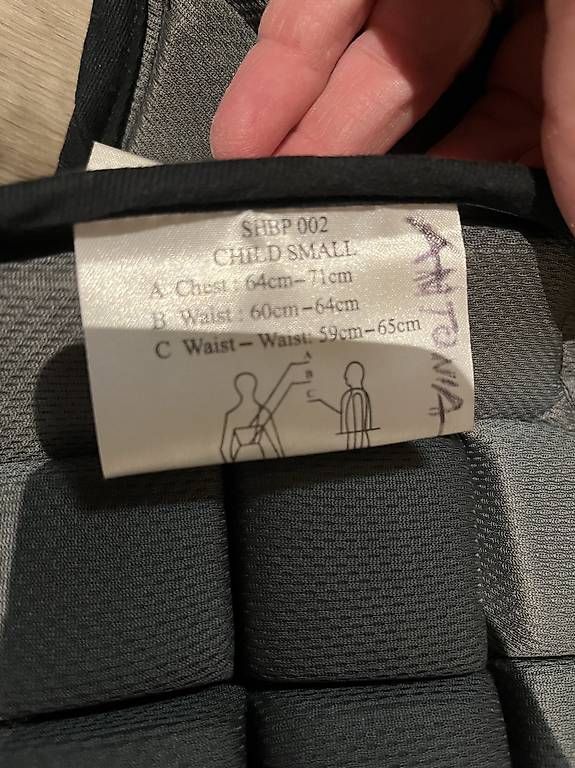 SHBP 002
CHILD SMALL
A Chest : 64cm-71cm
B Waist : 60cm-64cm
C Waist-Waist: 59cm-65cm
A
B
C
ANTONIA